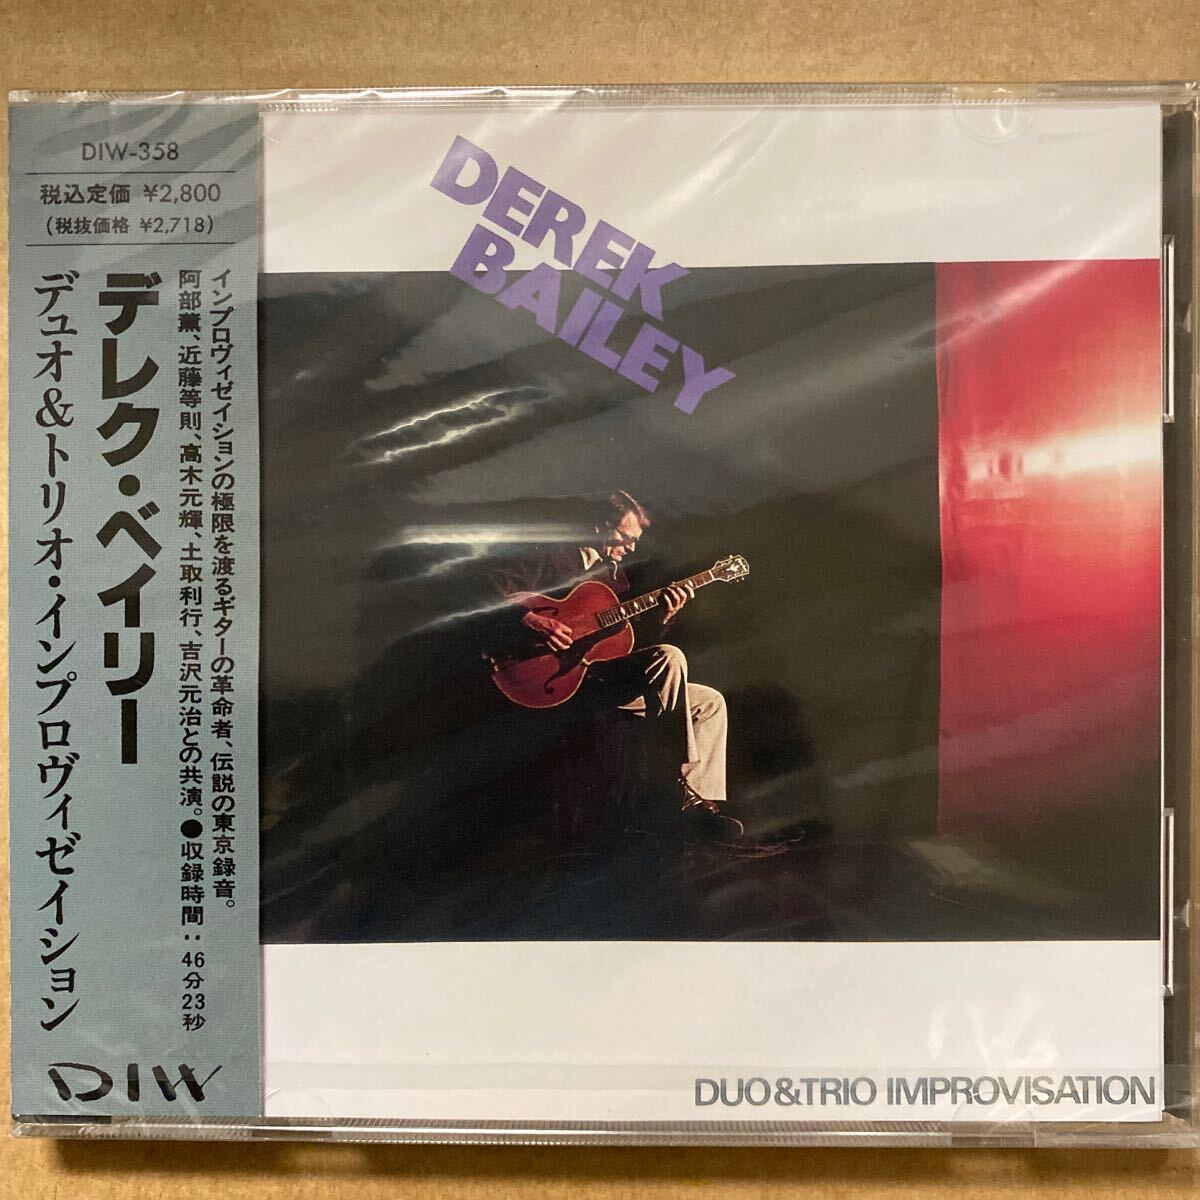 DIW-358
税込定価 ¥2,800
(税抜価格 ¥2,718)
インプロヴィゼイションの極限を渡るギターの革命者、伝説の東京録音。
阿部薫、近藤等則、高木元輝、土取利行、吉沢元治との共演。●収録時間：46分23秒
デレク・ベイリー
デュオ&トリオ・インプロヴィゼイション
DIW
DEREK
BAILEY
DUO&TRIO IMPROVISATION